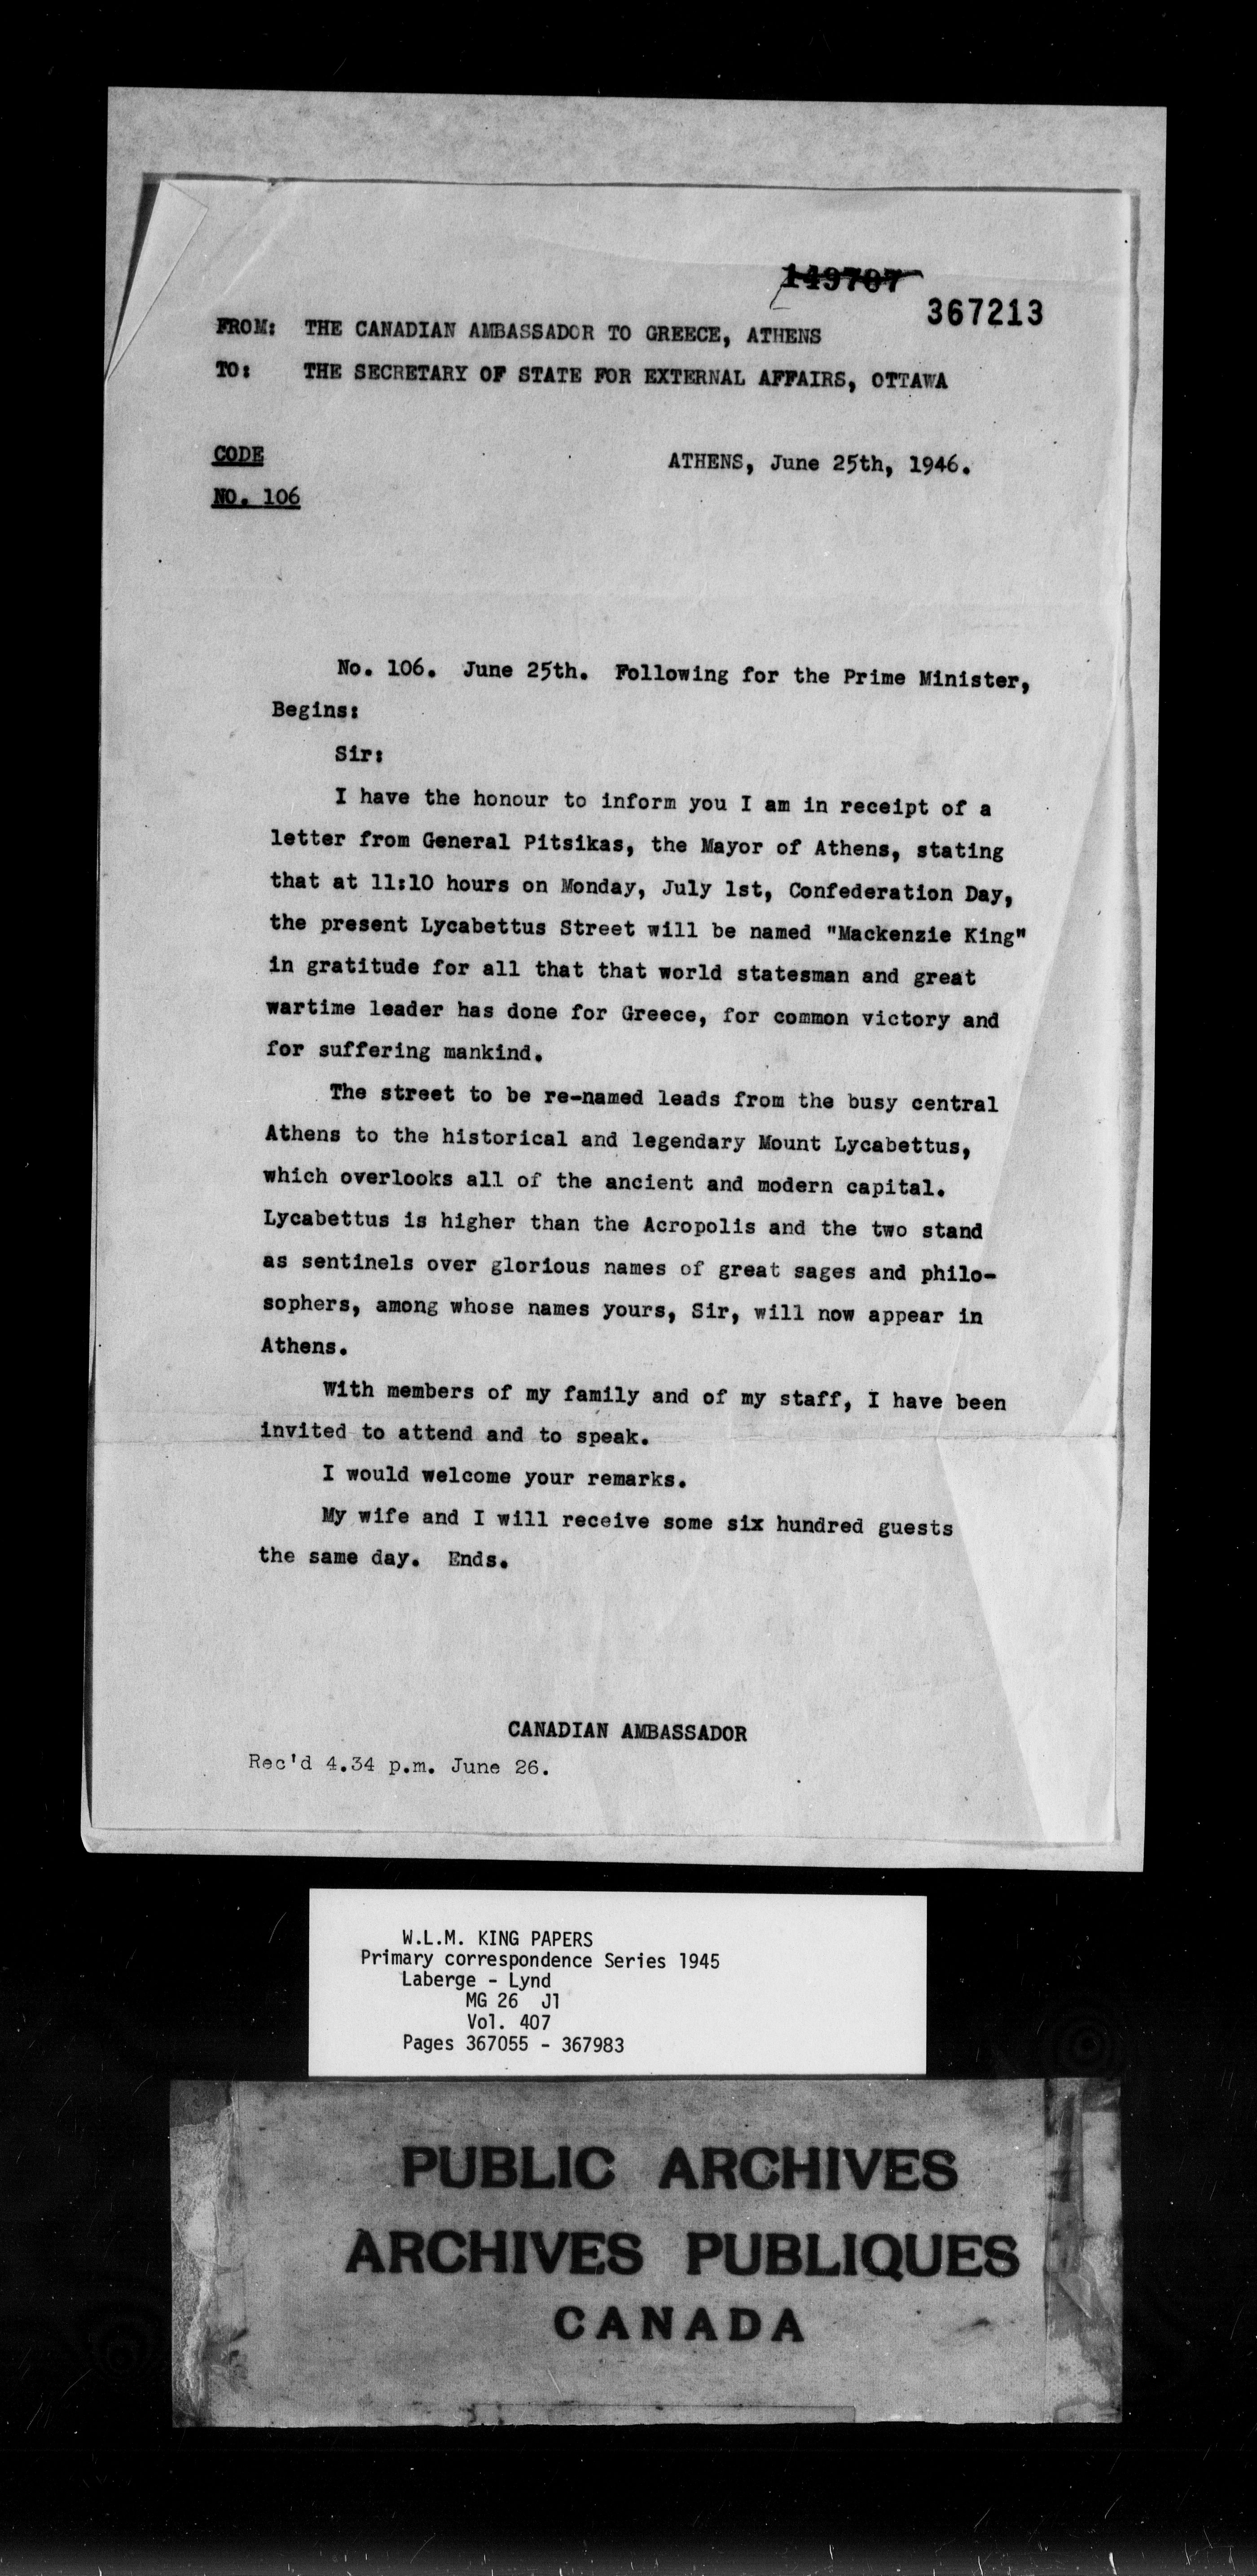 149707
367213
FROM: THE CANADIAN AMBASSADOR TO GREECE, ATHENS
TO: THE SECRETARY OF STATE FOR EXTERNAL AFFAIRS, OTTAWA
CODE
ATHENS, June 25th, 1946.
NO. 106
No. 106. June 25th. Following for the Prime Minister,
Begins:
Sir:
I have the honour to inform you I am in receipt of a
letter from General Pitsikas, the Mayor of Athens, stating
that at 11:10 hours on Monday, July 1st, Confederation Day,
the present Lycabettus Street will be named "Mackenzie King"
in gratitude for all that that world statesman and great
wartime leader has done for Greece, for common victory and
for suffering mankind.
The street to be re-named leads from the busy central
Athens to the historical and legendary Mount Lycabettus,
which overlooks all of the ancient and modern capital.
Lycabettus is higher than the Acropolis and the two stand
as sentinels over glorious names of great sages and philo-
sophers, among whose names yours, Sir, will now appear in
Athens.
With members of my family and of my staff, I have been
invited to attend and to speak.
I would welcome your remarks.
My wife and I will receive some six hundred guests
the same day. Ends.
CANADIAN AMBASSADOR
Rec'd 4.34 p.m. June 26.
W.L.M. KING PAPERS
Primary correspondence Series 1945
Laberge - Lynd
MG 26 J1
Vol. 407
Pages 367055 - 367983
PUBLIC ARCHIVES
ARCHIVES PUBLIQUES
CANADA